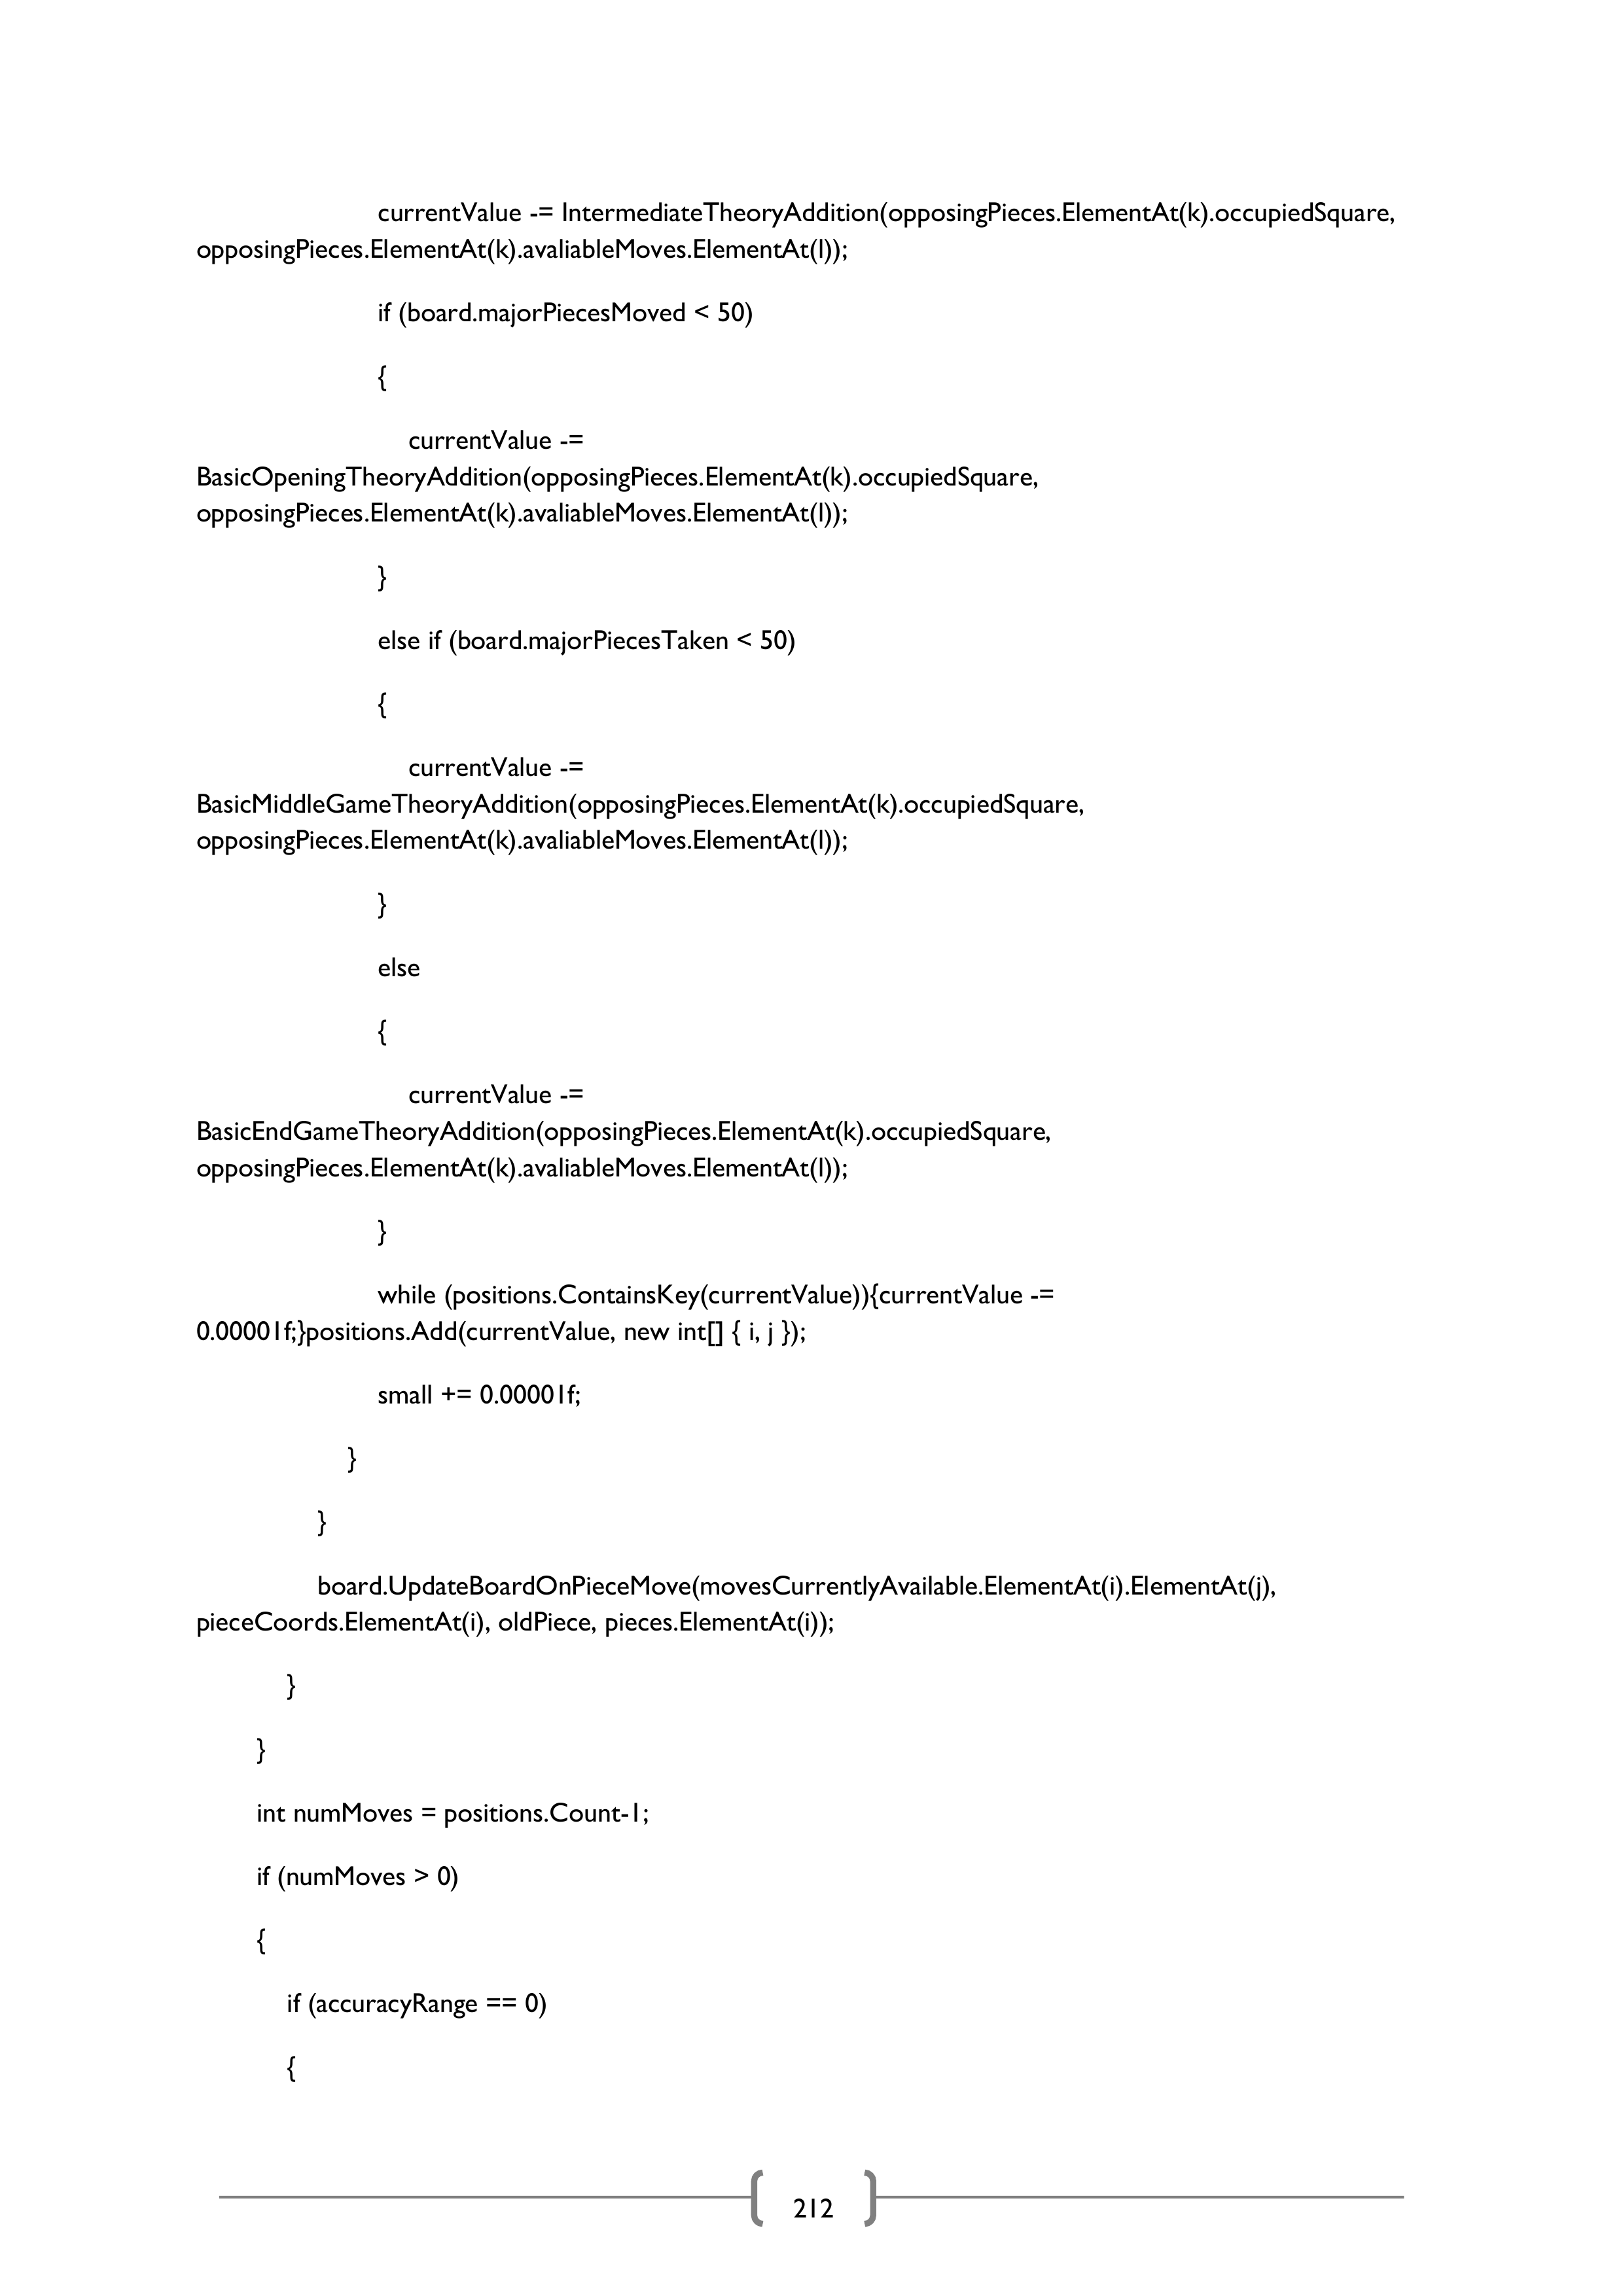 currentValue -= IntermediateTheoryAddition(opposingPieces.ElementAt(k).occupiedSquare,
opposingPieces.ElementAt(k).avaliableMoves.ElementAt(l));
if (board.majorPiecesMoved < 50)
{
currentValue -=
BasicOpeningTheoryAddition(opposingPieces.ElementAt(k).occupiedSquare,
opposingPieces.ElementAt(k).avaliableMoves.ElementAt(l));
}
else if (board.majorPiecesTaken < 50)
{
currentValue -=
BasicMiddleGameTheoryAddition(opposingPieces.ElementAt(k).occupiedSquare,
opposingPieces.ElementAt(k).avaliableMoves.ElementAt(l));
}
else
{
currentValue -=
BasicEndGameTheoryAddition(opposingPieces.ElementAt(k).occupiedSquare,
opposingPieces.ElementAt(k).avaliableMoves.ElementAt(l));
}
while (positions.ContainsKey(currentValue)){currentValue -=
0.00001f;}positions.Add(currentValue, new int[] { i, j });
small += 0.00001f;
}
}
board.UpdateBoardOnPieceMove(movesCurrentlyAvailable.ElementAt(i).ElementAt(j),
pieceCoords.ElementAt(i), oldPiece, pieces.ElementAt(i));
}
}
int numMoves = positions.Count-1;
if (numMoves > 0)
{
if (accuracyRange == 0)
{
212